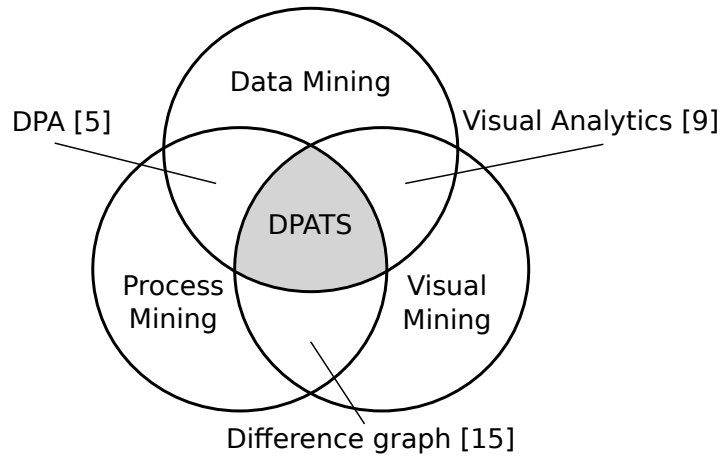 Data Mining
DPA [5]
Visual Analytics [9]
DPATS
Process
Mining
Visual
Mining
Difference graph [15]